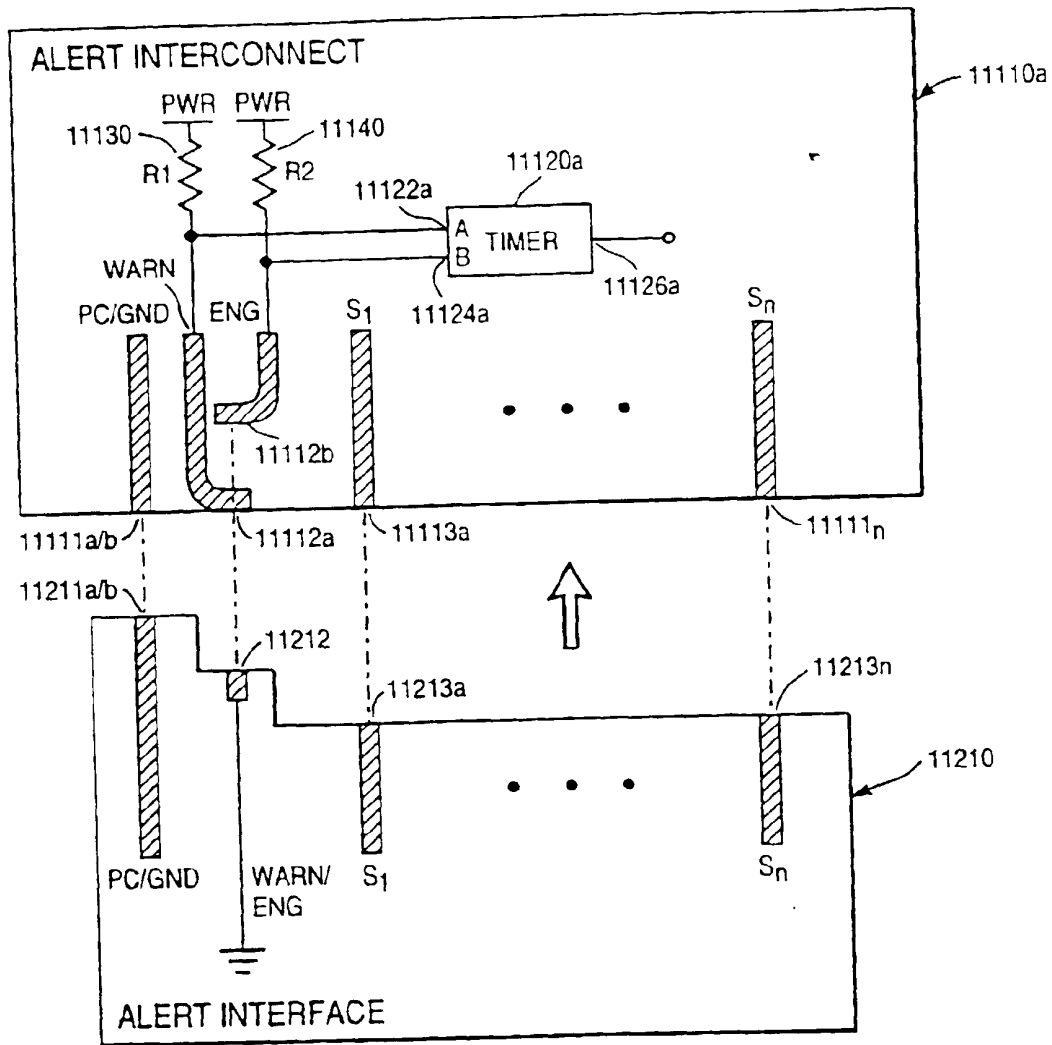 ALERT INTERCONNECT
11110a
PWR PWR
11130
11140
R1
R2
11120a
11122a
A
B
TIMER
11124a
11126a
WARN
PC/GND
ENG
S1
Sn
11112b
11111a/b
11112a
11113a
11111n
11211a/b
11212
11213a
11213n
11210
PC/GND
WARN/
ENG
S1
Sn
ALERT INTERFACE